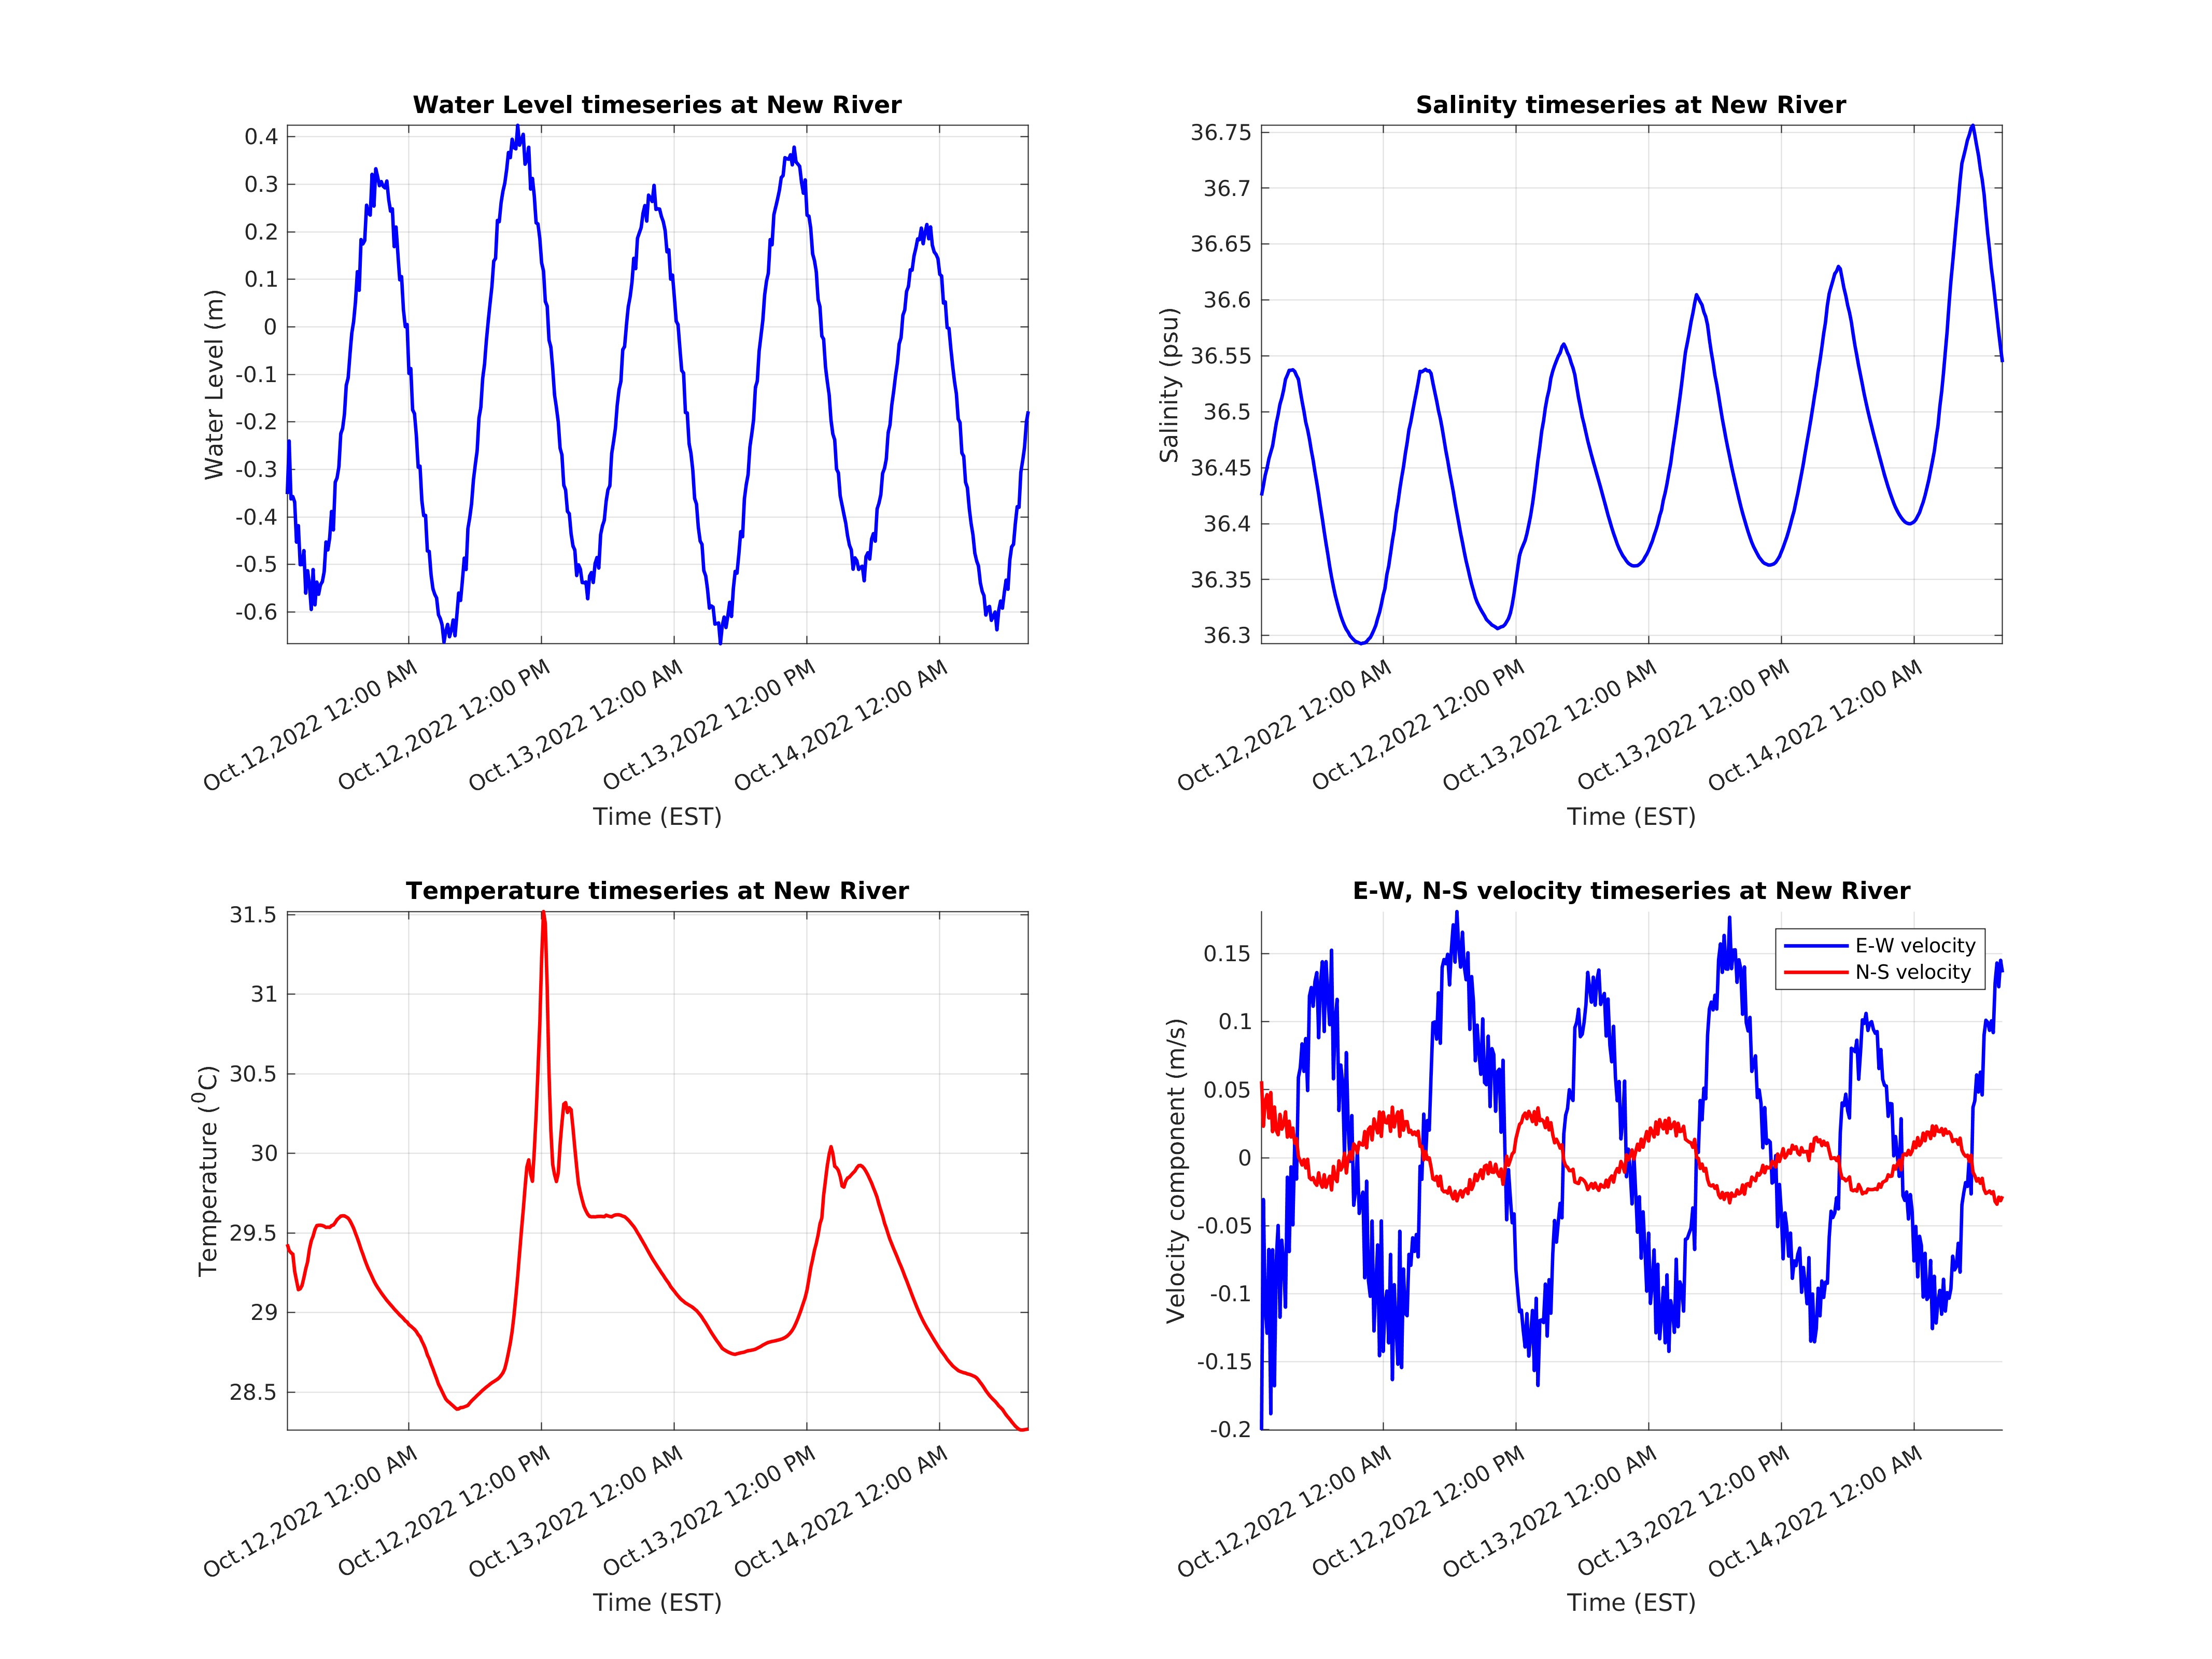 Water Level timeseries at New River
0.4
0.3
0.2
0.1
0
-0.1
-0.2
-0.3
-0.4
-0.5
-0.6
Water Level (m)
Oct.12,2022 12:00 AM
Oct.12,2022 12:00 PM
Oct.13,2022 12:00 AM
Oct.13,2022 12:00 PM
Oct.14,2022 12:00 AM
Time (EST)
Salinity timeseries at New River
36.75
36.7
36.65
36.6
36.55
36.5
36.45
36.4
36.35
36.3
Salinity (psu)
Oct.12,2022 12:00 AM
Oct.12,2022 12:00 PM
Oct.13,2022 12:00 AM
Oct.13,2022 12:00 PM
Oct.14,2022 12:00 AM
Time (EST)
Temperature timeseries at New River
31.5
31
30.5
30
29.5
29
28.5
Temperature (⁰C)
Oct.12,2022 12:00 AM
Oct.12,2022 12:00 PM
Oct.13,2022 12:00 AM
Oct.13,2022 12:00 PM
Oct.14,2022 12:00 AM
Time (EST)
E-W, N-S velocity timeseries at New River
E-W velocity
N-S velocity
0.15
0.1
0.05
0
-0.05
-0.1
-0.15
-0.2
Velocity component (m/s)
Oct.12,2022 12:00 AM
Oct.12,2022 12:00 PM
Oct.13,2022 12:00 AM
Oct.13,2022 12:00 PM
Oct.14,2022 12:00 AM
Time (EST)